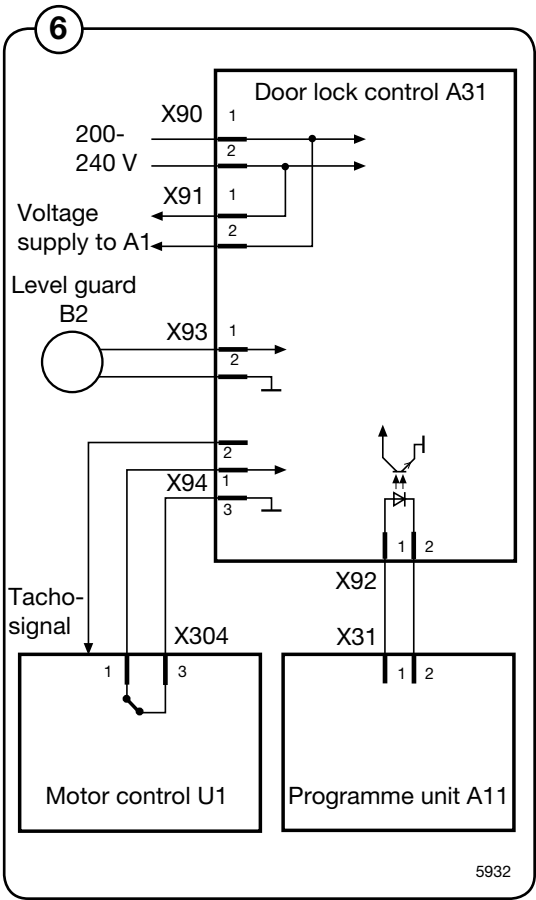 6
Door lock control A31
X90
1
200-
2
240 V
X91
1
Voltage
supply to A1
2
Level guard
B2
X93
1
2
2
X94
1
3
1
2
X92
Tacho-
signal
X304
X31
1
3
1
2
Motor control U1
Programme unit A11
5932